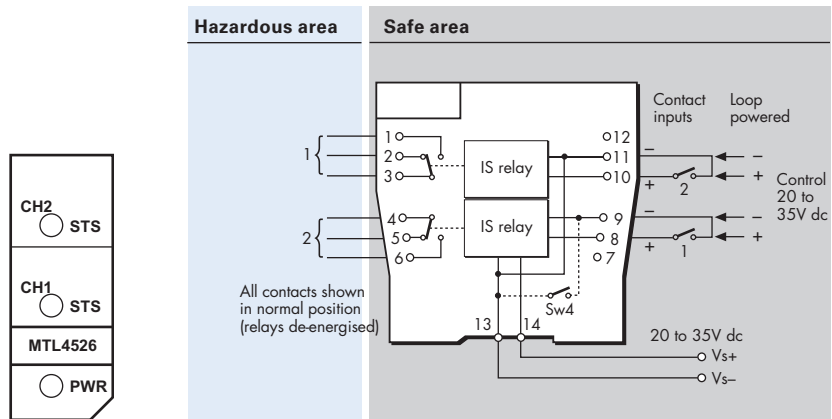 Hazardous area
Safe area
Contact inputs
Loop powered
1
1
2
3
IS relay
12
11
10
–
+
2
–
+
Control
20 to
35V dc
2
4
5
6
IS relay
9
8
7
–
+
1
–
+
All contacts shown
in normal position
(relays de-energised)
Sw4
13
14
20 to 35V dc
Vs+
Vs–
CH2
STS
CH1
STS
MTL4526
PWR